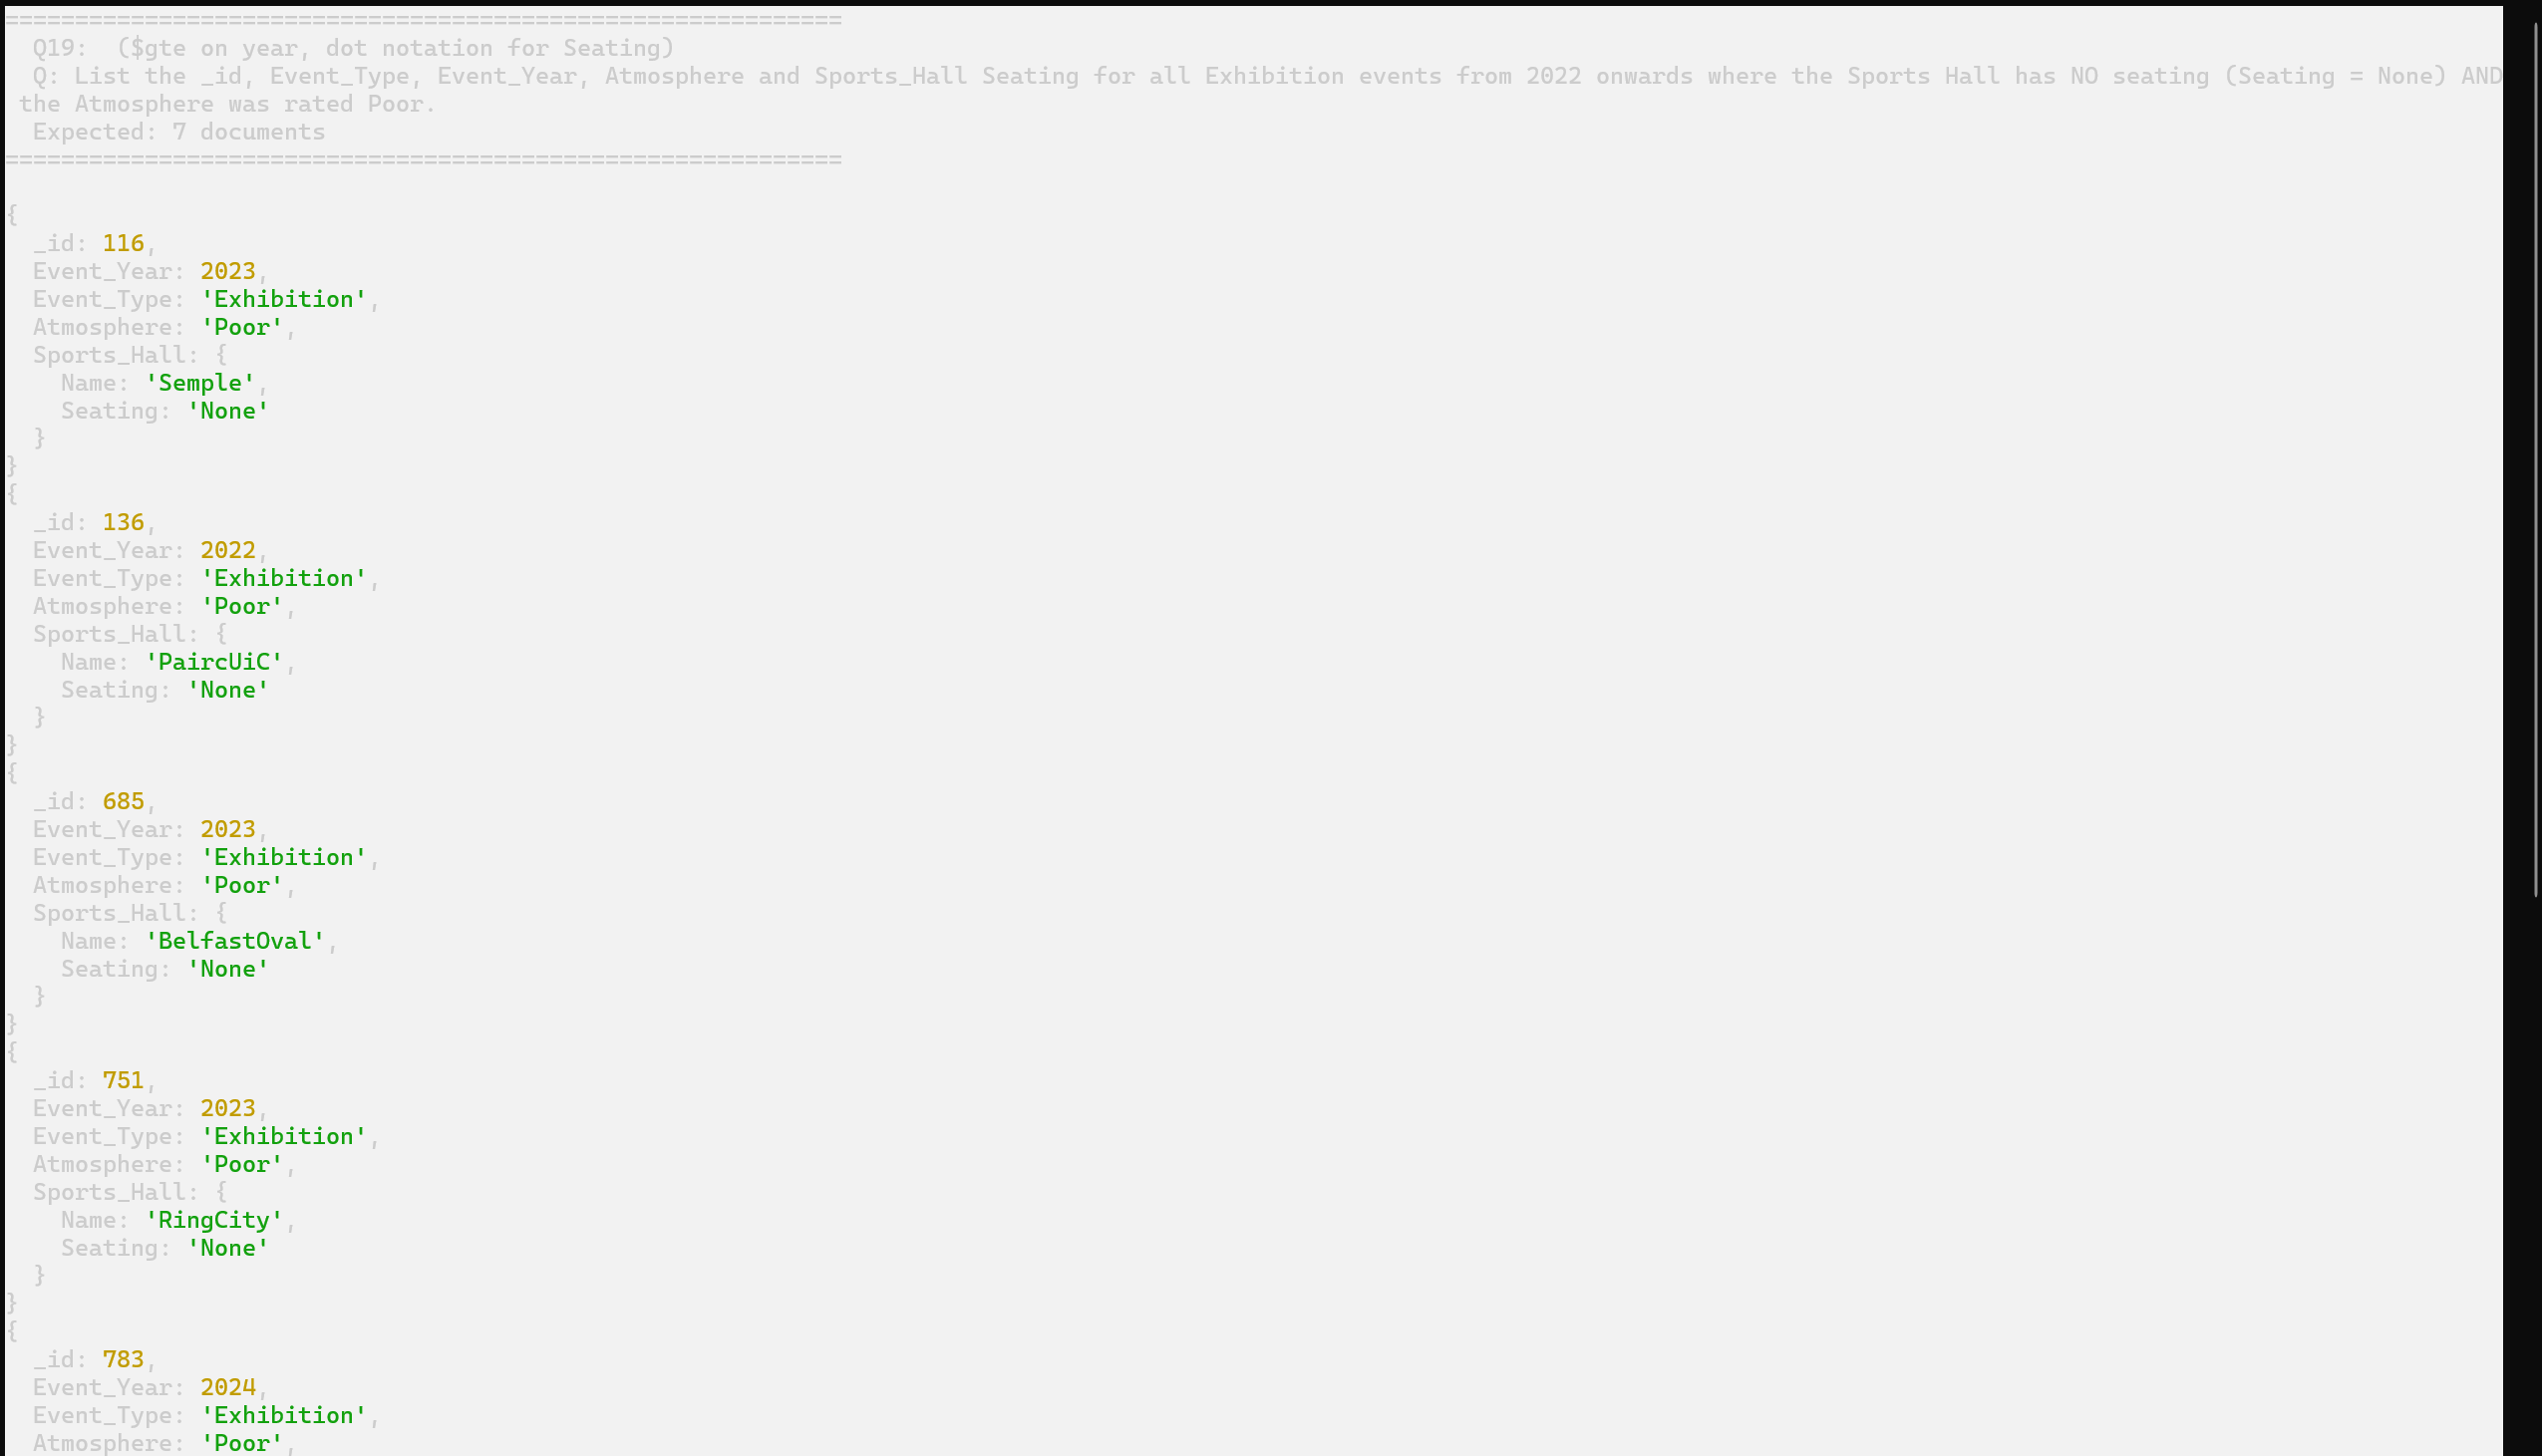 ============================================================
Q19:  ($gte on year, dot notation for Seating)
Q: List the _id, Event_Type, Event_Year, Atmosphere and Sports_Hall Seating for all Exhibition events from 2022 onwards where the Sports Hall has NO seating (Seating = None) AND
the Atmosphere was rated Poor.
Expected: 7 documents
============================================================
{
_id: 116,
Event_Year: 2023,
Event_Type: 'Exhibition',
Atmosphere: 'Poor',
Sports_Hall: {
Name: 'Semple',
Seating: 'None'
}
}
{
_id: 136,
Event_Year: 2022,
Event_Type: 'Exhibition',
Atmosphere: 'Poor',
Sports_Hall: {
Name: 'PaircUiC',
Seating: 'None'
}
}
{
_id: 685,
Event_Year: 2023,
Event_Type: 'Exhibition',
Atmosphere: 'Poor',
Sports_Hall: {
Name: 'BelfastOval',
Seating: 'None'
}
}
{
_id: 751,
Event_Year: 2023,
Event_Type: 'Exhibition',
Atmosphere: 'Poor',
Sports_Hall: {
Name: 'RingCity',
Seating: 'None'
}
}
{
_id: 783,
Event_Year: 2024,
Event_Type: 'Exhibition',
Atmosphere: 'Poor',